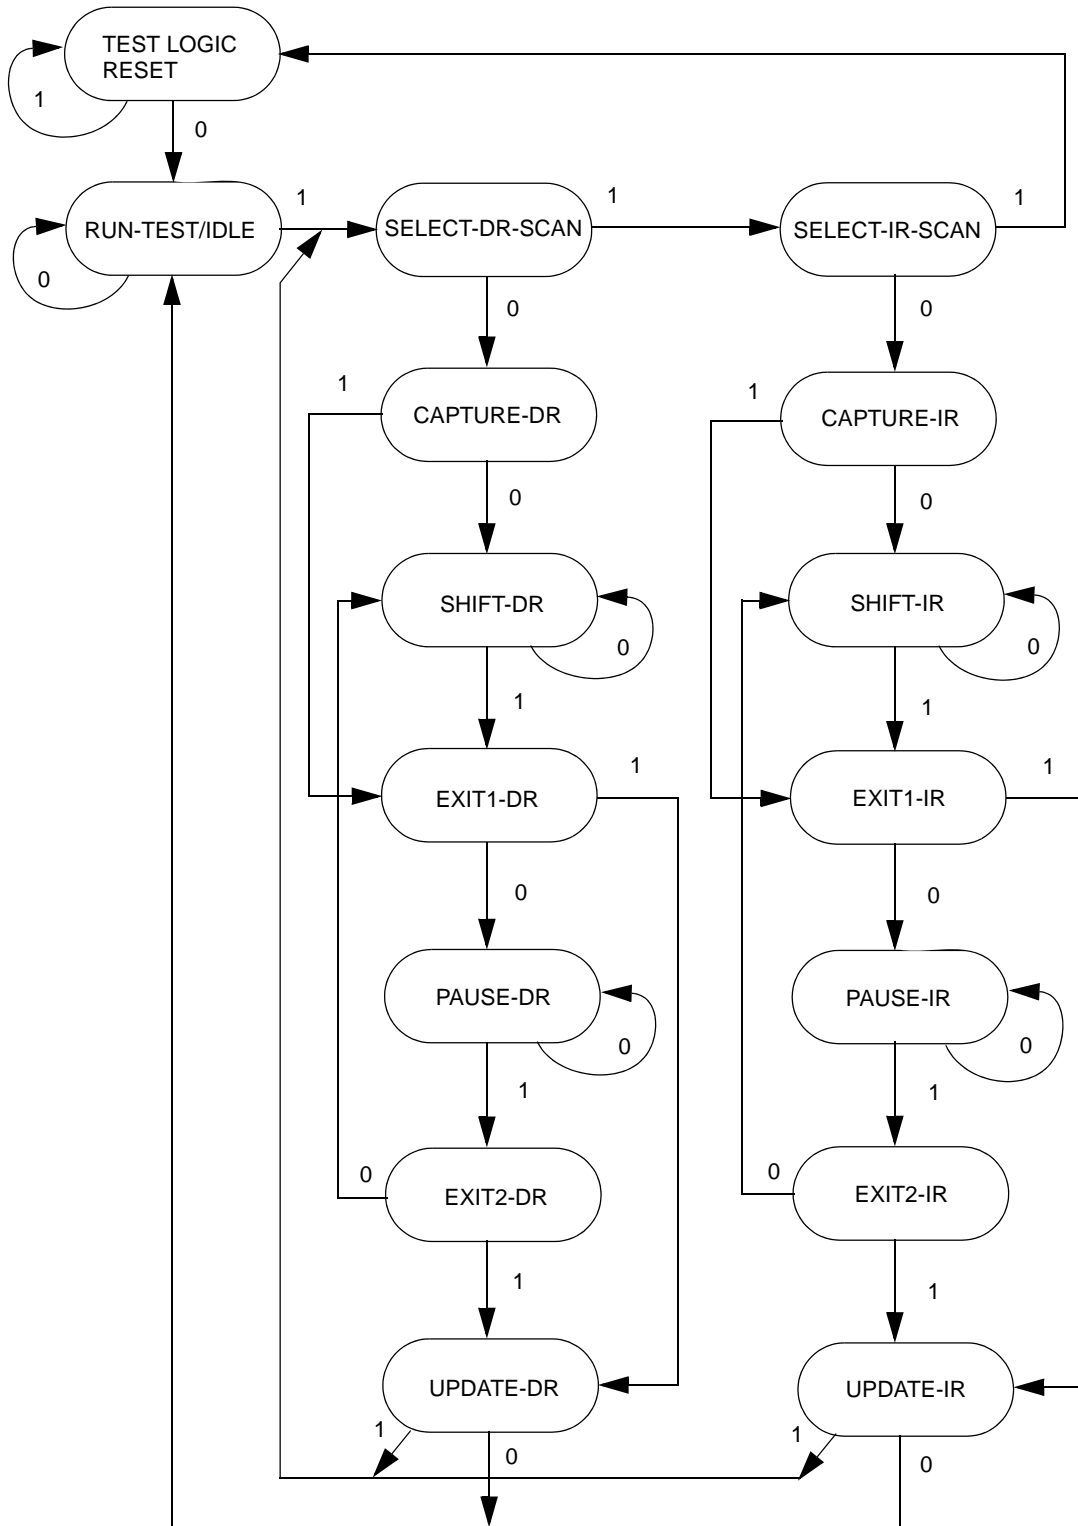 TEST LOGIC
RESET
1
0
RUN-TEST/IDLE
1
0
SELECT-DR-SCAN
1
SELECT-IR-SCAN
1
0
0
1
CAPTURE-DR
1
CAPTURE-IR
0
0
SHIFT-DR
0
SHIFT-IR
0
1
1
EXIT1-DR
1
EXIT1-IR
1
0
0
PAUSE-DR
0
PAUSE-IR
0
1
1
0
EXIT2-DR
0
EXIT2-IR
1
1
UPDATE-DR
UPDATE-IR
1
0
1
0